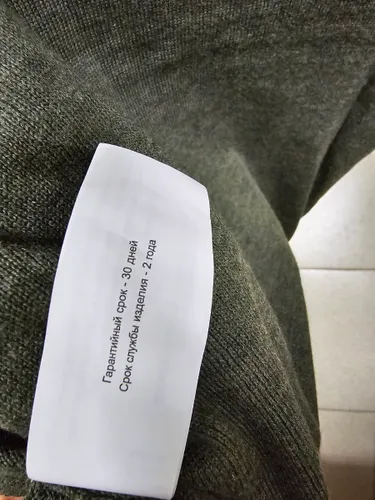 Гарантийный срок - 30 дней
Срок службы изделия - 2 года